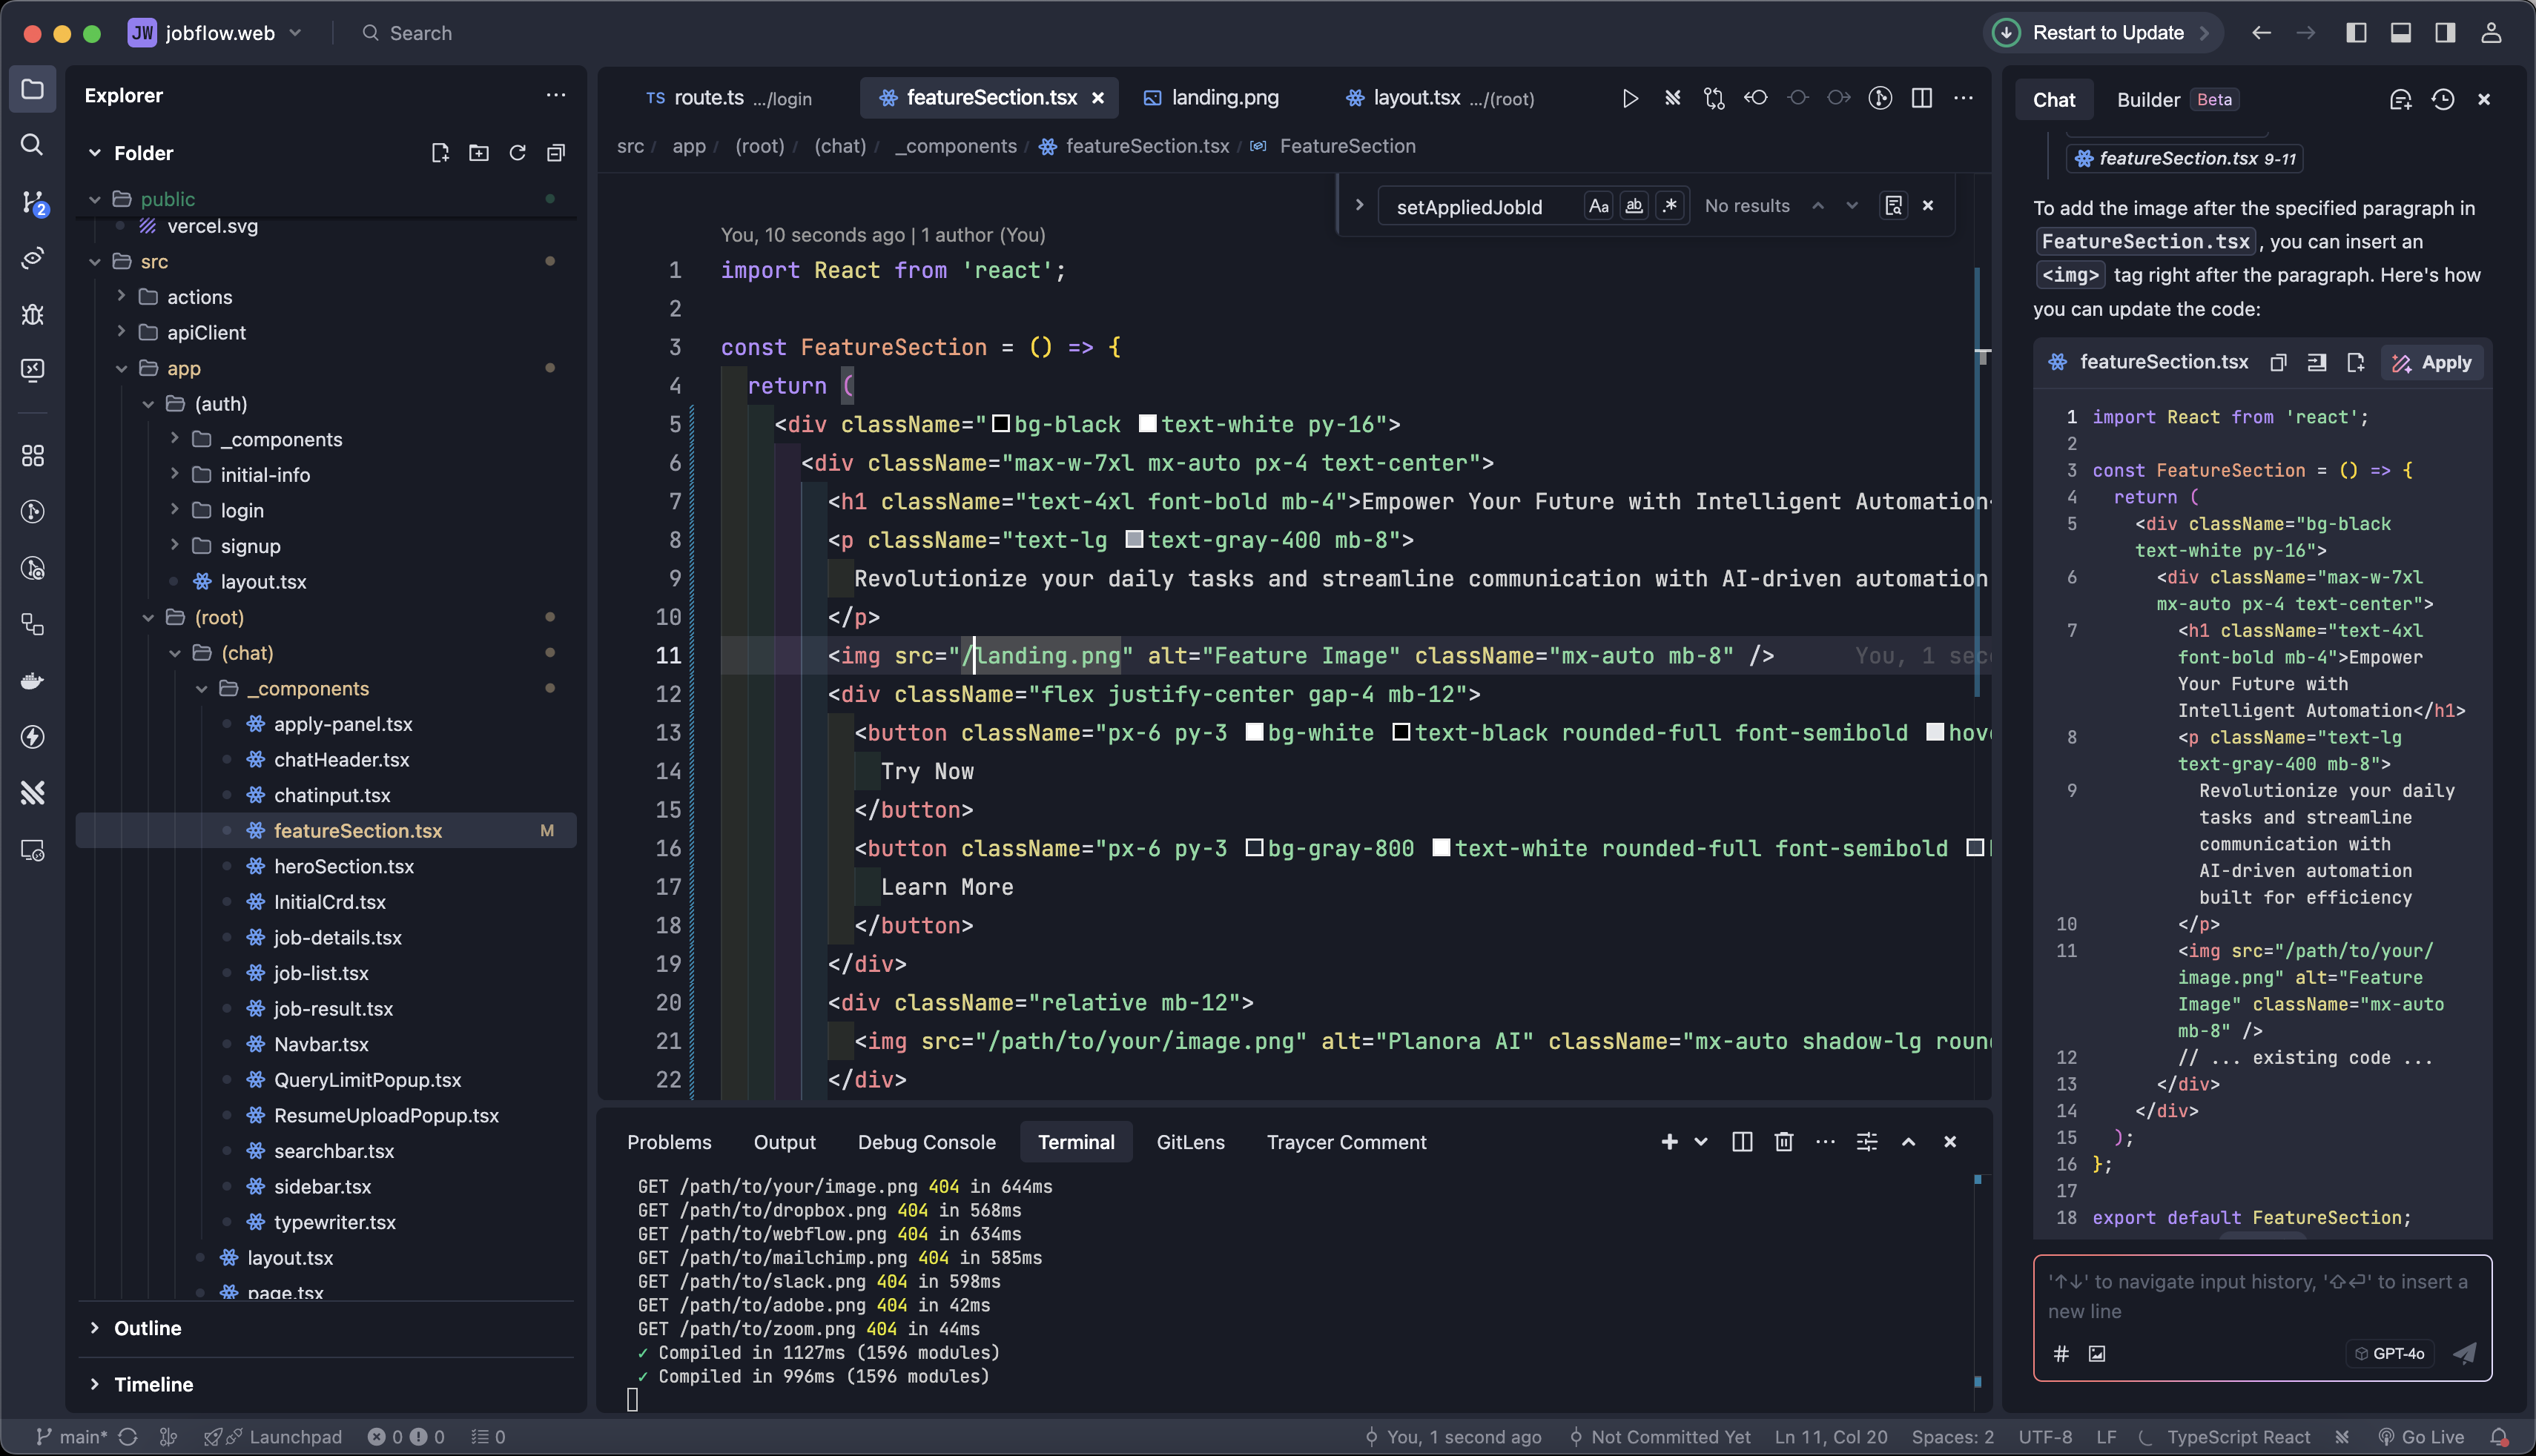 JW jobflow.web
Search
Restart to Update
Explorer
Folder
public
vercel.svg
src
actions
apiClient
app
(auth)
_components
initial-info
login
signup
layout.tsx
(root)
(chat)
_components
apply-panel.tsx
chatHeader.tsx
chatinput.tsx
featureSection.tsx M
heroSection.tsx
InitialCrd.tsx
job-details.tsx
job-list.tsx
job-result.tsx
Navbar.tsx
QueryLimitPopup.tsx
ResumeUploadPopup.tsx
searchbar.tsx
sidebar.tsx
typewriter.tsx
layout.tsx
page.tsx
Outline
Timeline
2
TS route.ts .../login
featureSection.tsx
landing.png
layout.tsx .../(root)
src / app / (root) / (chat) / _components / featureSection.tsx / FeatureSection
setAppliedJobId Aa ab .* No results
You, 10 seconds ago | 1 author (You)
1 import React from 'react';
2
3 const FeatureSection = () => {
4 return (
5 <div className="bg-black text-white py-16">
6 <div className="max-w-7xl mx-auto px-4 text-center">
7 <h1 className="text-4xl font-bold mb-4">Empower Your Future with Intelligent Automation
8 <p className="text-lg text-gray-400 mb-8">
9 Revolutionize your daily tasks and streamline communication with AI-driven automation
10 </p>
11 <img src="/landing.png" alt="Feature Image" className="mx-auto mb-8" /> You, 1 sec
12 <div className="flex justify-center gap-4 mb-12">
13 <button className="px-6 py-3 bg-white text-black rounded-full font-semibold hov
14 Try Now
15 </button>
16 <button className="px-6 py-3 bg-gray-800 text-white rounded-full font-semibold
17 Learn More
18 </button>
19 </div>
20 <div className="relative mb-12">
21 <img src="/path/to/your/image.png" alt="Planora AI" className="mx-auto shadow-lg roun
22 </div>
Problems Output Debug Console Terminal GitLens Traycer Comment
GET /path/to/your/image.png 404 in 644ms
GET /path/to/dropbox.png 404 in 568ms
GET /path/to/webflow.png 404 in 634ms
GET /path/to/mailchimp.png 404 in 585ms
GET /path/to/slack.png 404 in 598ms
GET /path/to/adobe.png 404 in 42ms
GET /path/to/zoom.png 404 in 44ms
✓ Compiled in 1127ms (1596 modules)
✓ Compiled in 996ms (1596 modules)
Chat Builder Beta
featureSection.tsx 9-11
To add the image after the specified paragraph in
FeatureSection.tsx , you can insert an
<img> tag right after the paragraph. Here's how
you can update the code:
featureSection.tsx Apply
1 import React from 'react';
2
3 const FeatureSection = () => {
4 return (
5 <div className="bg-black
text-white py-16">
6 <div className="max-w-7xl
mx-auto px-4 text-center">
7 <h1 className="text-4xl
font-bold mb-4">Empower
Your Future with
Intelligent Automation</h1>
8 <p className="text-lg
text-gray-400 mb-8">
9 Revolutionize your daily
tasks and streamline
communication with
AI-driven automation
built for efficiency
10 </p>
11 <img src="/path/to/your/
image.png" alt="Feature
Image" className="mx-auto
mb-8" />
12 // ... existing code ...
13 </div>
14 </div>
15 );
16 };
17
18 export default FeatureSection;
'↑↓' to navigate input history, '⇧⏎' to insert a
new line
# GPT-4o
main* Launchpad 0 0 0
You, 1 second ago Not Committed Yet Ln 11, Col 20 Spaces: 2 UTF-8 LF TypeScript React Go Live